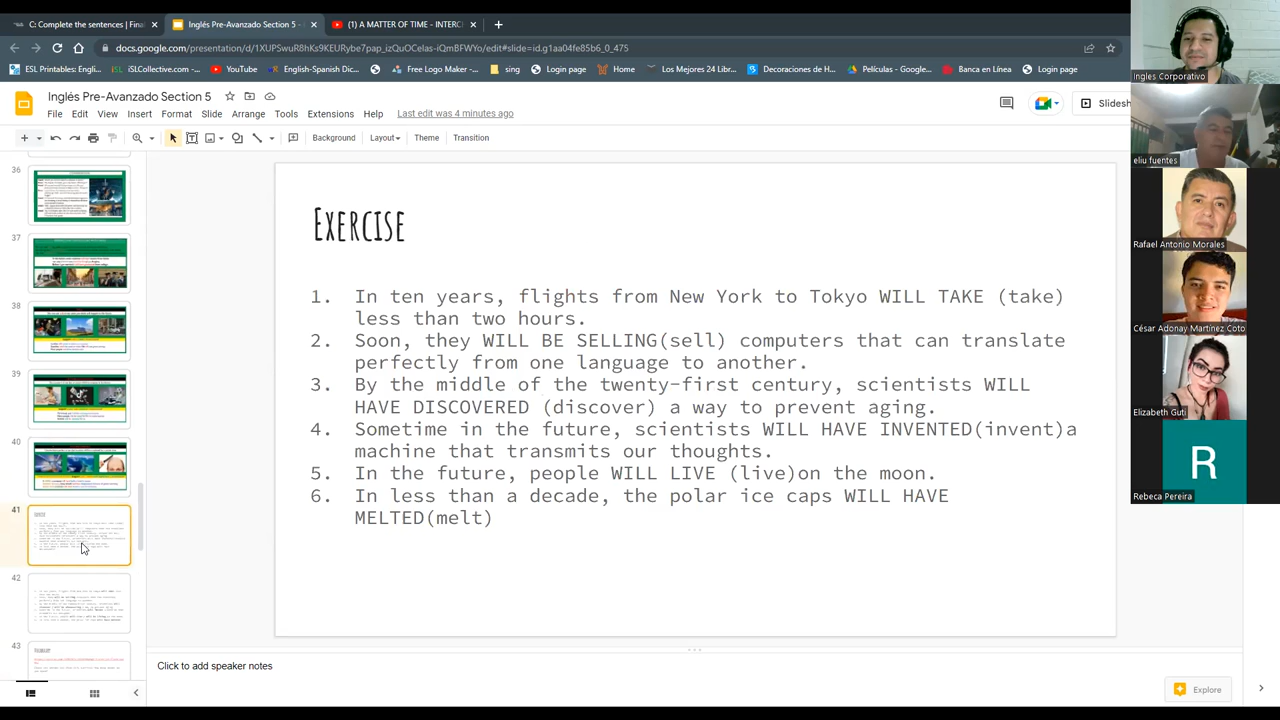 C: Complete the sentences | Final
Inglés Pre-Avanzado Section 5 -
(1) A MATTER OF TIME - INTERC
docs.google.com/presentation/d/1XUPSwuR8hKs9KEURybe7pap_izQuOCelas-iQmBFWYo/edit#slide=id.g1aa04fe85b6_0_475
ESL Printables: Engli...
iSLCollective.com -...
YouTube
English-Spanish Dic...
Login page
Free Logo Maker -...
Los Mejores 24 Libr...
Decoraciones de H...
Home
Películas - Google...
Banca en Línea
Login page
Inglés Pre-Avanzado Section 5
File Edit View Insert Format Slide Arrange Tools Extensions Help
Last edit was 4 minutes ago
Slidesh
Background
Layout
Theme
Transition
36
37
38
39
40
41
42
43
Exercise
1. In ten years, flights from New York to Tokyo WILL TAKE (take)
less than two hours.
2. Soon, they WILL BE SELLING(sell) computers that can translate
perfectly from one language to another.
3. By the middle of the twenty-first century, scientists WILL
HAVE DISCOVERED (discover) a way to prevent aging.
4. Sometime in the future, scientists WILL HAVE INVENTED(invent)a
machine that transmits our thoughts.
5. In the future, people WILL LIVE (live)on the moon.
6. In less than a decade, the polar ice caps WILL HAVE
MELTED(melt)
Click to add speaker notes
Explore
Ingles Corporativo
eliu fuentes
Rafael Antonio Morales
César Adonay Martínez Coto
Elizabeth Guti
R
Rebeca Pereira